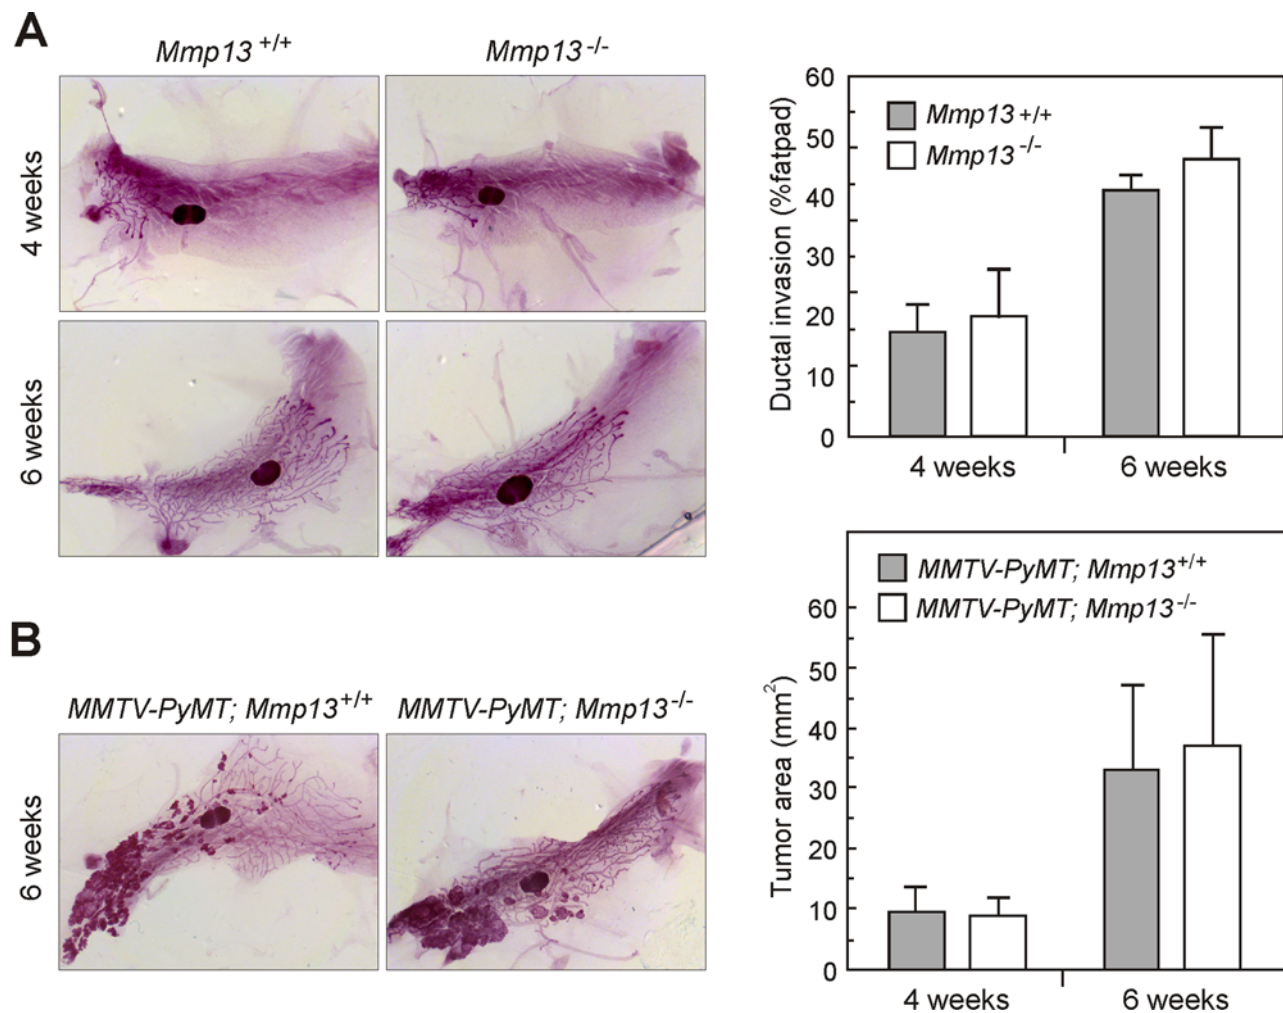 A
Mmp13 +/+
Mmp13 -/-
4 weeks
6 weeks
60
50
40
30
20
10
0
Ductal invasion (%fatpad)
Mmp13 +/+
Mmp13 -/-
4 weeks
6 weeks
B
MMTV-PyMT; Mmp13+/+
MMTV-PyMT; Mmp13-/-
6 weeks
60
50
40
30
20
10
0
Tumor area (mm2)
MMTV-PyMT; Mmp13+/+
MMTV-PyMT; Mmp13-/-
4 weeks
6 weeks